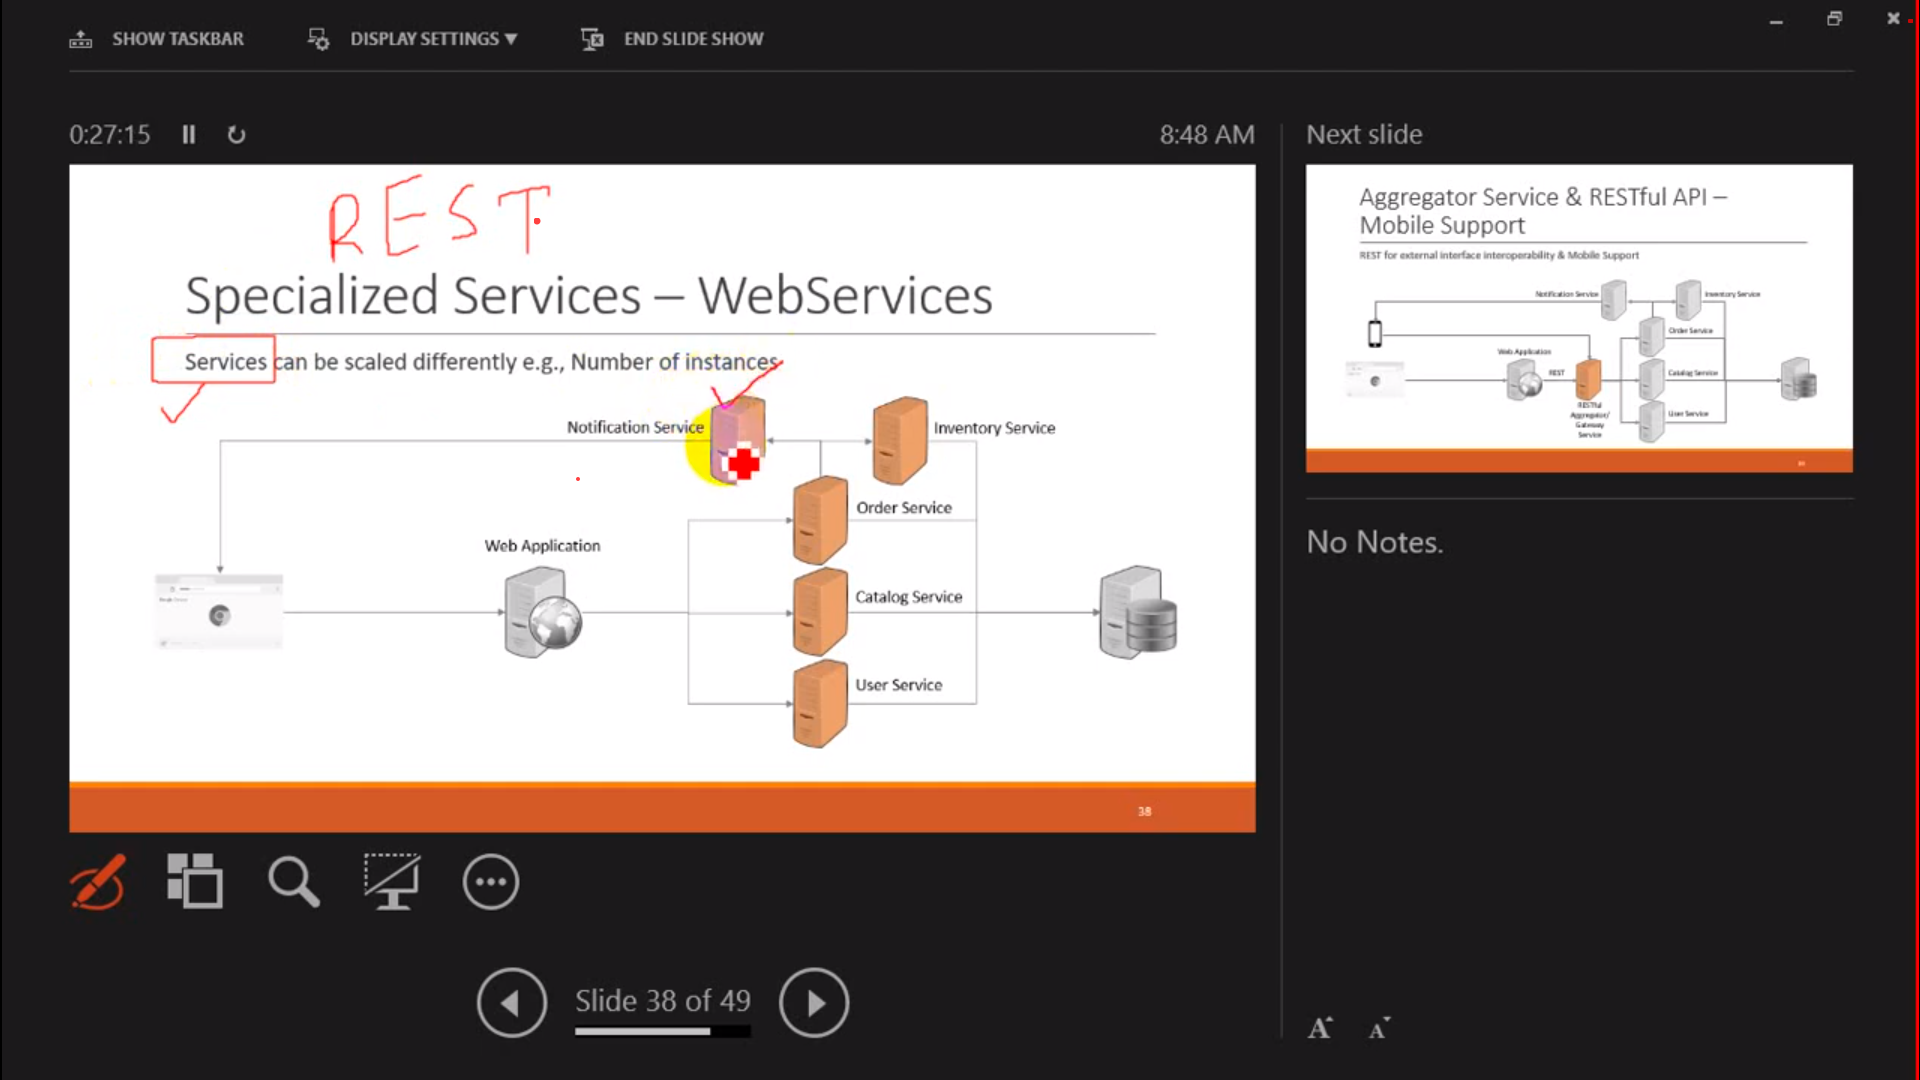 SHOW TASKBAR
DISPLAY SETTINGS ▼
END SLIDE SHOW
0:27:15
8:48 AM
REST
Specialized Services – WebServices
Services can be scaled differently e.g., Number of instances
Notification Service
Inventory Service
Order Service
Web Application
Catalog Service
User Service
38
Slide 38 of 49
Next slide
Aggregator Service & RESTful API –
Mobile Support
REST for external interface interoperability & Mobile Support
Notification Service
Inventory Service
Order Service
Web Application
REST
Catalog Service
RESTful
Aggregator/
Gateway
Service
User Service
No Notes.
A A